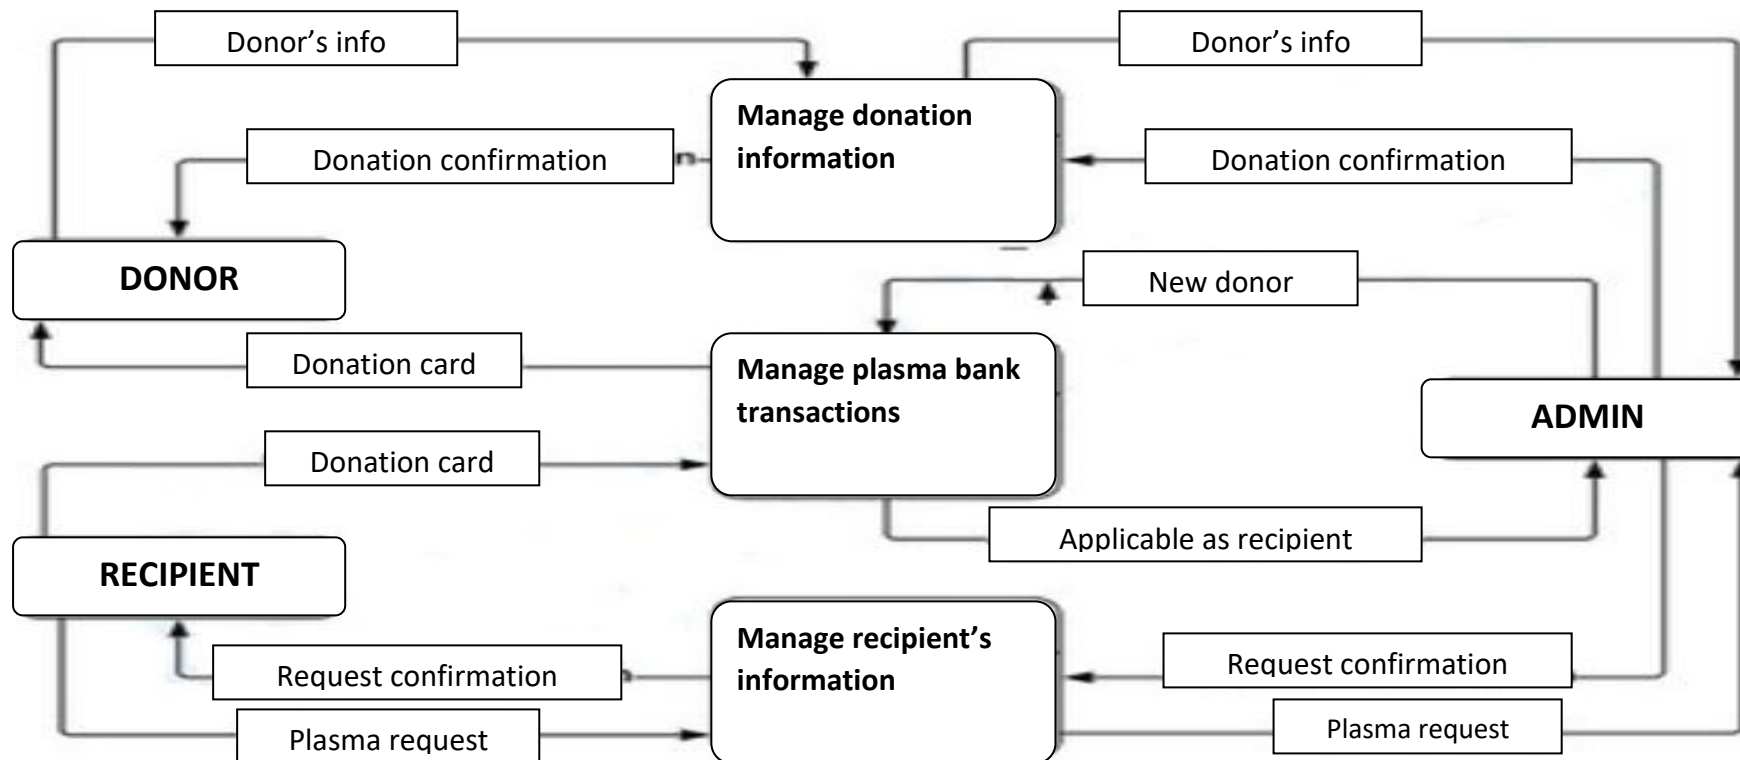 Donor’s info
Donor’s info
Manage donation
information
Donation confirmation
Donation confirmation
DONOR
New donor
Donation card
Manage plasma bank
transactions
ADMIN
Donation card
Applicable as recipient
RECIPIENT
Manage recipient’s
information
Request confirmation
Request confirmation
Plasma request
Plasma request